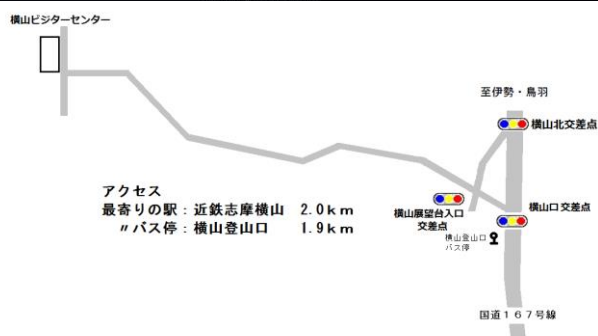 横山ビジターセンター
至伊勢・鳥羽
横山北交差点
アクセス
最寄りの駅：近鉄志摩横山　2.0km
〃バス停：横山登山口　1.9km
横山展望台入口
交差点
横山口交差点
横山登山口
バス停
国道１６７号線